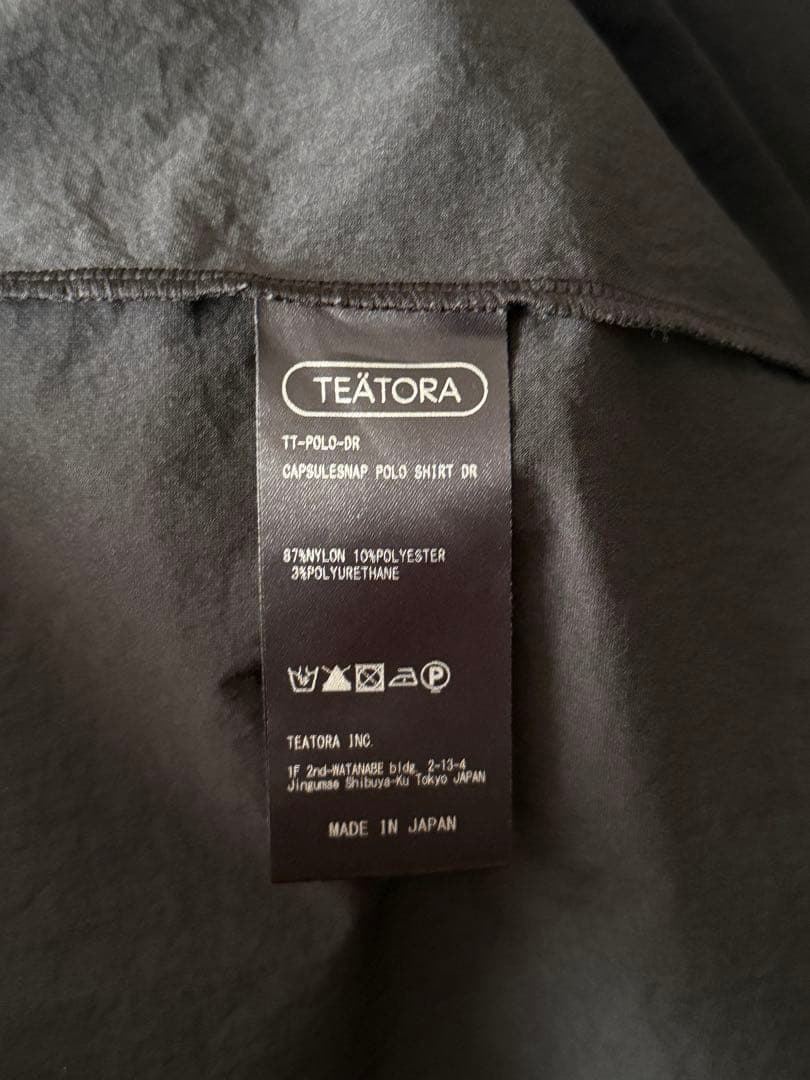 TEÄTORA
TT-POLO-DR
CAPSULESNAP POLO SHIRT DR
87%NYLON 10%POLYESTER
3%POLYURETHANE
P
TEATORA INC.
1F 2nd-WATANABE bldg. 2-13-4
Jingumae Shibuya-Ku Tokyo JAPAN
MADE IN JAPAN